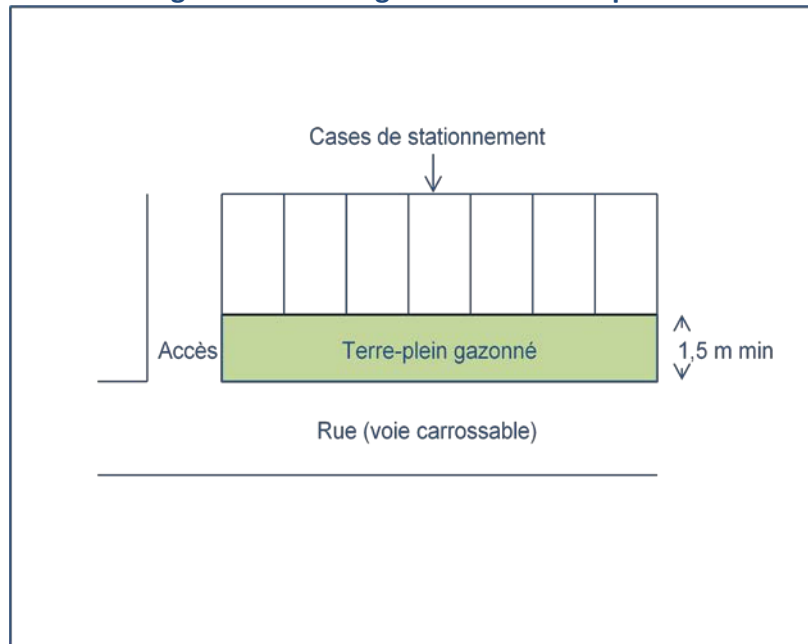 Cases de stationnement
Accès
Terre-plein gazonné
1,5 m min
Rue (voie carrossable)